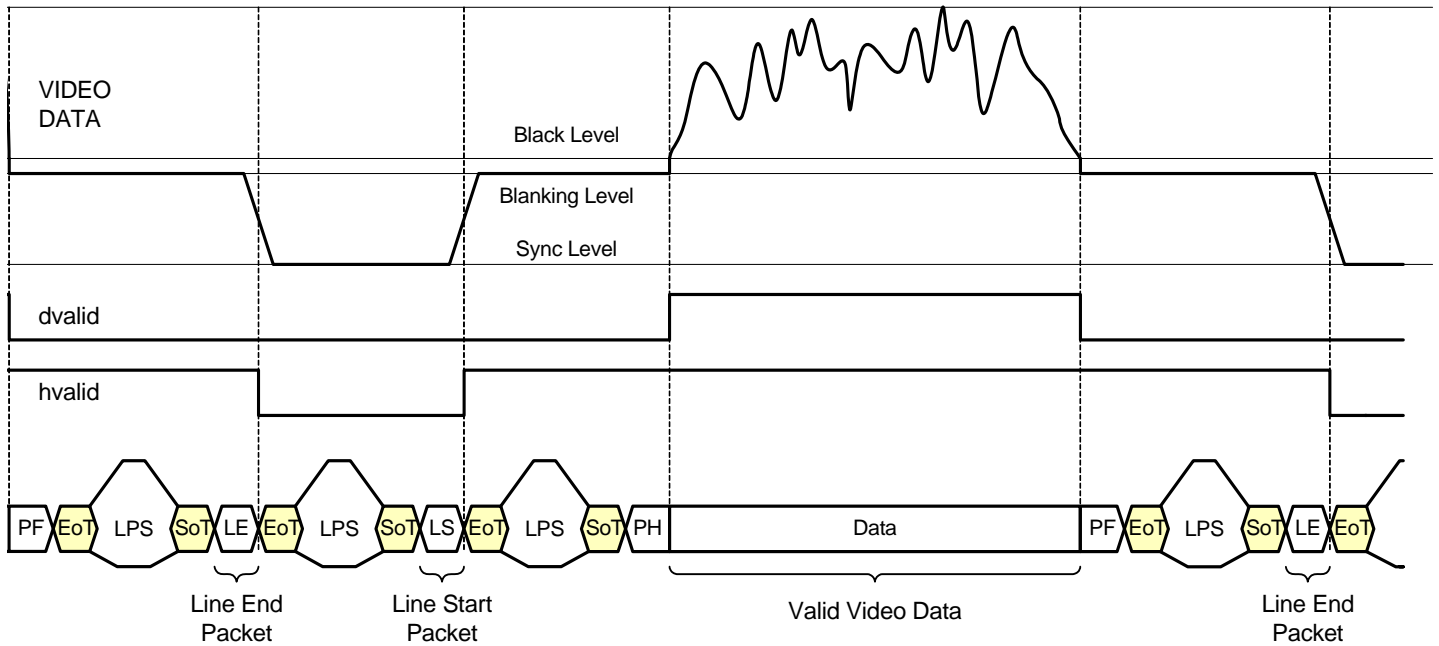 VIDEO
DATA
Black Level
Blanking Level
Sync Level
dvalid
hvalid
PF EoT LPS SoT LE EoT LPS SoT LS EoT LPS SoT PH Data PF EoT LPS SoT LE EoT
Line End
Packet
Line Start
Packet
Valid Video Data
Line End
Packet